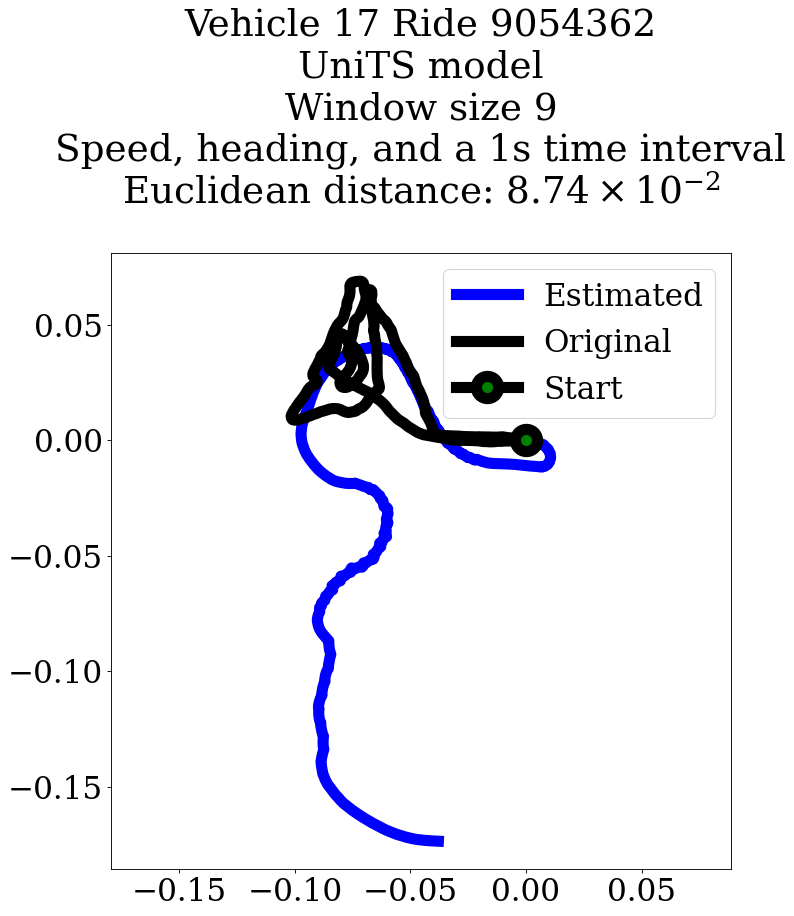 Vehicle 17 Ride 9054362
UniTS model
Window size 9
Speed, heading, and a 1s time interval
Euclidean distance: 8.74 × 10⁻²
Estimated
Original
Start
0.05
0.00
−0.05
−0.10
−0.15
−0.15 −0.10 −0.05 0.00 0.05